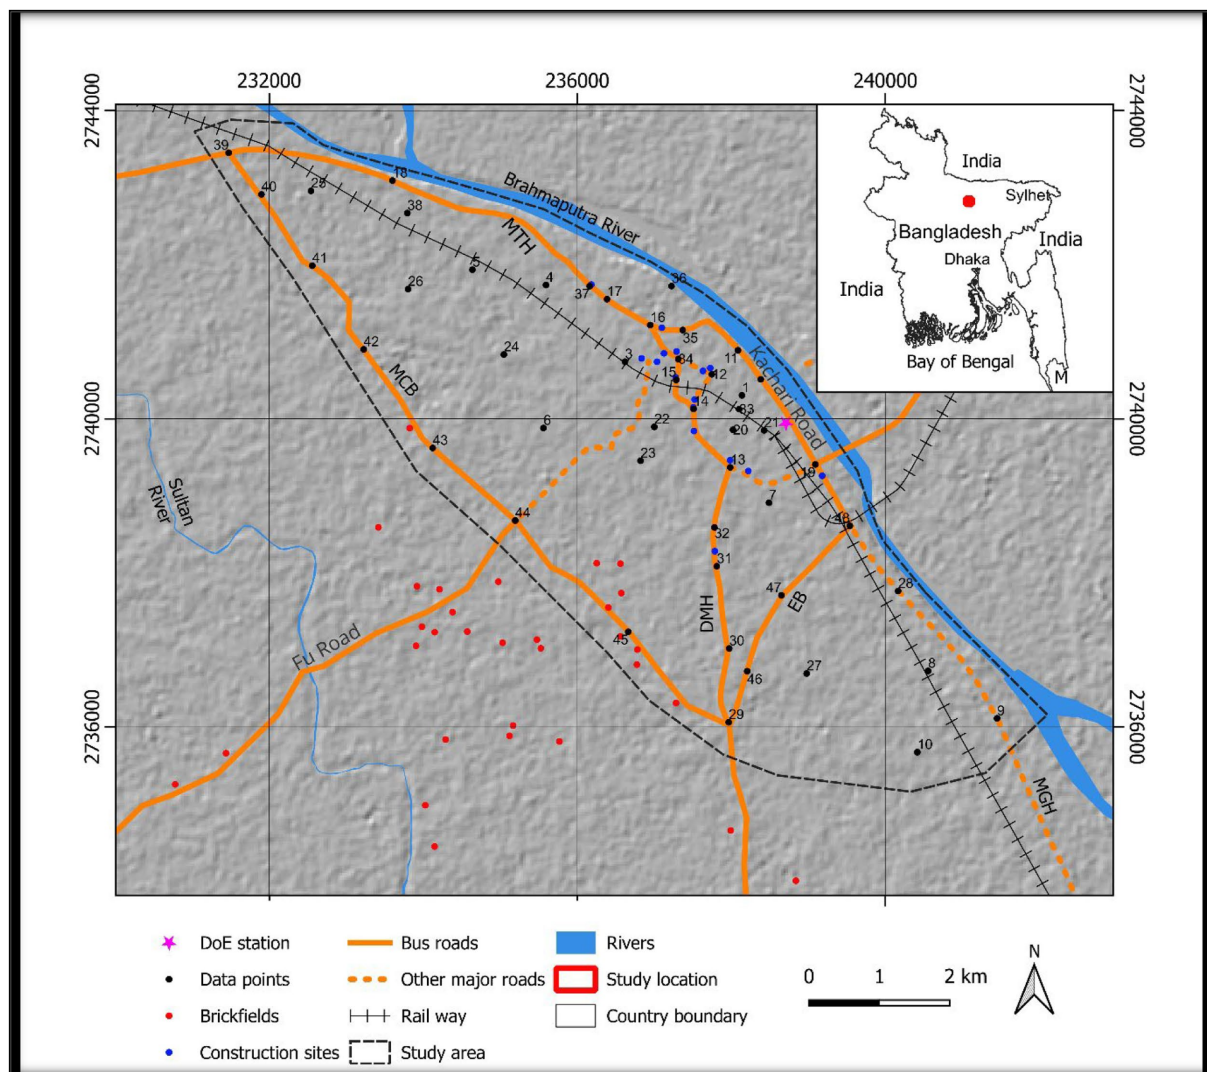 232000
236000
240000
2744000
2744000
India
Sylhet
Bangladesh
India
Dhaka
India
Bay of Bengal
M
39
18
40
25
38
Brahmaputra River
MTH
41
5
26
4
37
17
36
16
35
42
24
3
34
11
15
12
MCB
1
Kachari Road
14
33
2740000
2740000
6
22
20
21
43
23
13
19
7
Sultan
River
44
32
48
31
47
28
EB
DMH
45
30
Fu Road
46
27
8
29
9
2736000
2736000
10
MGH
DoE station
Bus roads
Rivers
Data points
Other major roads
Study location
Brickfields
Rail way
Country boundary
Construction sites
Study area
0 1 2 km
N